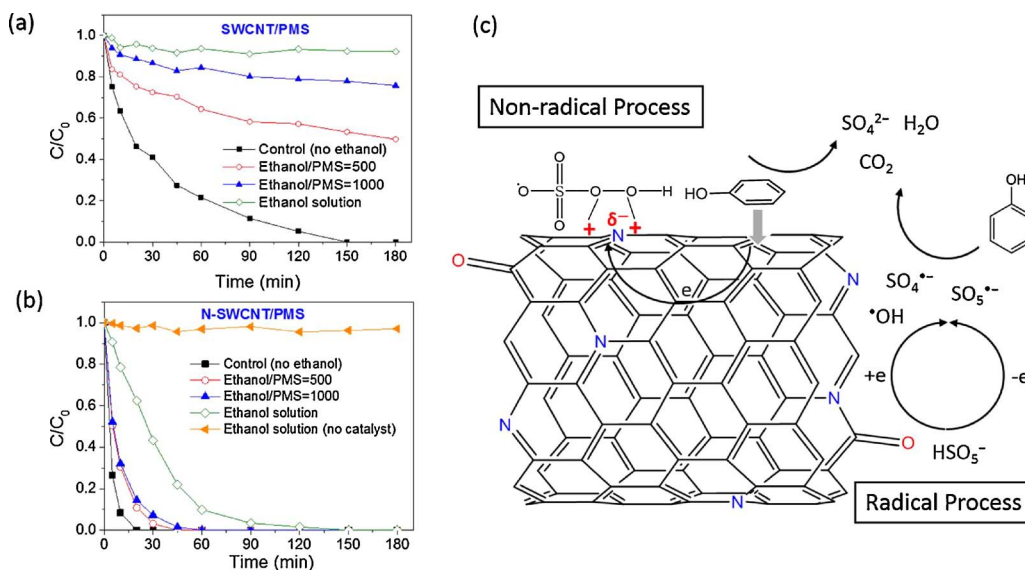 (a)
SWCNT/PMS
C/C₀
1.0
0.8
0.6
0.4
0.2
0.0
Control (no ethanol)
Ethanol/PMS=500
Ethanol/PMS=1000
Ethanol solution
0 30 60 90 120 150 180
Time (min)
(b)
N-SWCNT/PMS
C/C₀
1.0
0.8
0.6
0.4
0.2
0.0
Control (no ethanol)
Ethanol/PMS=500
Ethanol/PMS=1000
Ethanol solution
Ethanol solution (no catalyst)
0 30 60 90 120 150 180
Time (min)
(c)
Non-radical Process
SO₄²⁻ H₂O
CO₂
O
·O S O O H
O
HO
OH
+ δ⁻ +
N
O
e
N
N
N
N
O
N
SO₄•⁻
SO₅•⁻
•OH
+e
-e
HSO₅⁻
Radical Process